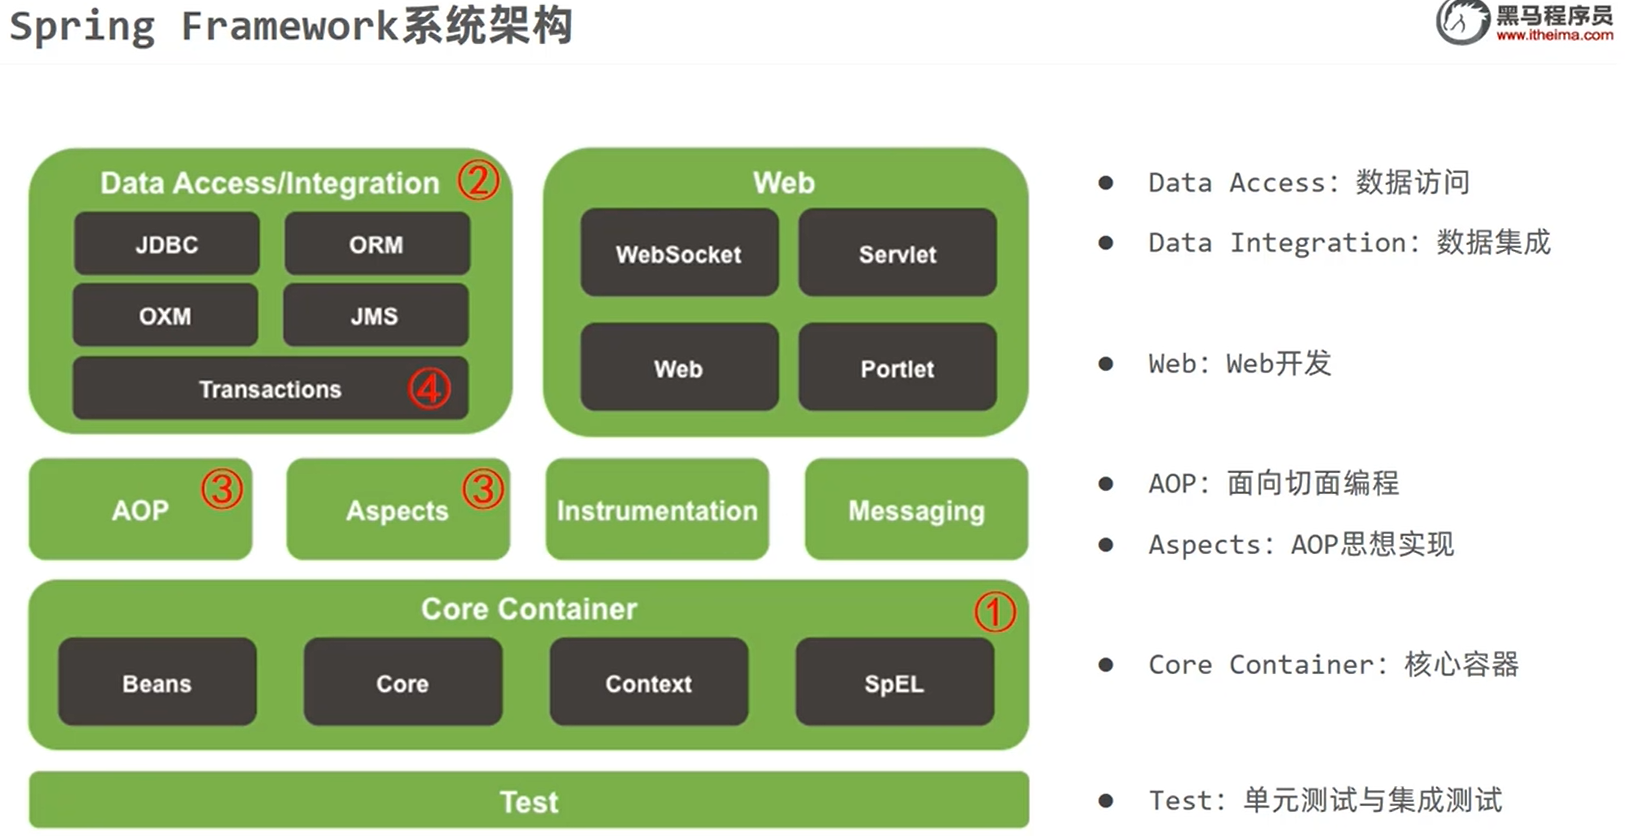 Spring Framework系统架构
黑马程序员
www.itheima.com
Data Access/Integration ②
JDBC
ORM
OXM
JMS
Transactions ④
Web
WebSocket
Servlet
Web
Portlet
AOP ③
Aspects ③
Instrumentation
Messaging
Core Container ①
Beans
Core
Context
SpEL
Test
● Data Access：数据访问
● Data Integration：数据集成
● Web：Web开发
● AOP：面向切面编程
● Aspects：AOP思想实现
● Core Container：核心容器
● Test：单元测试与集成测试